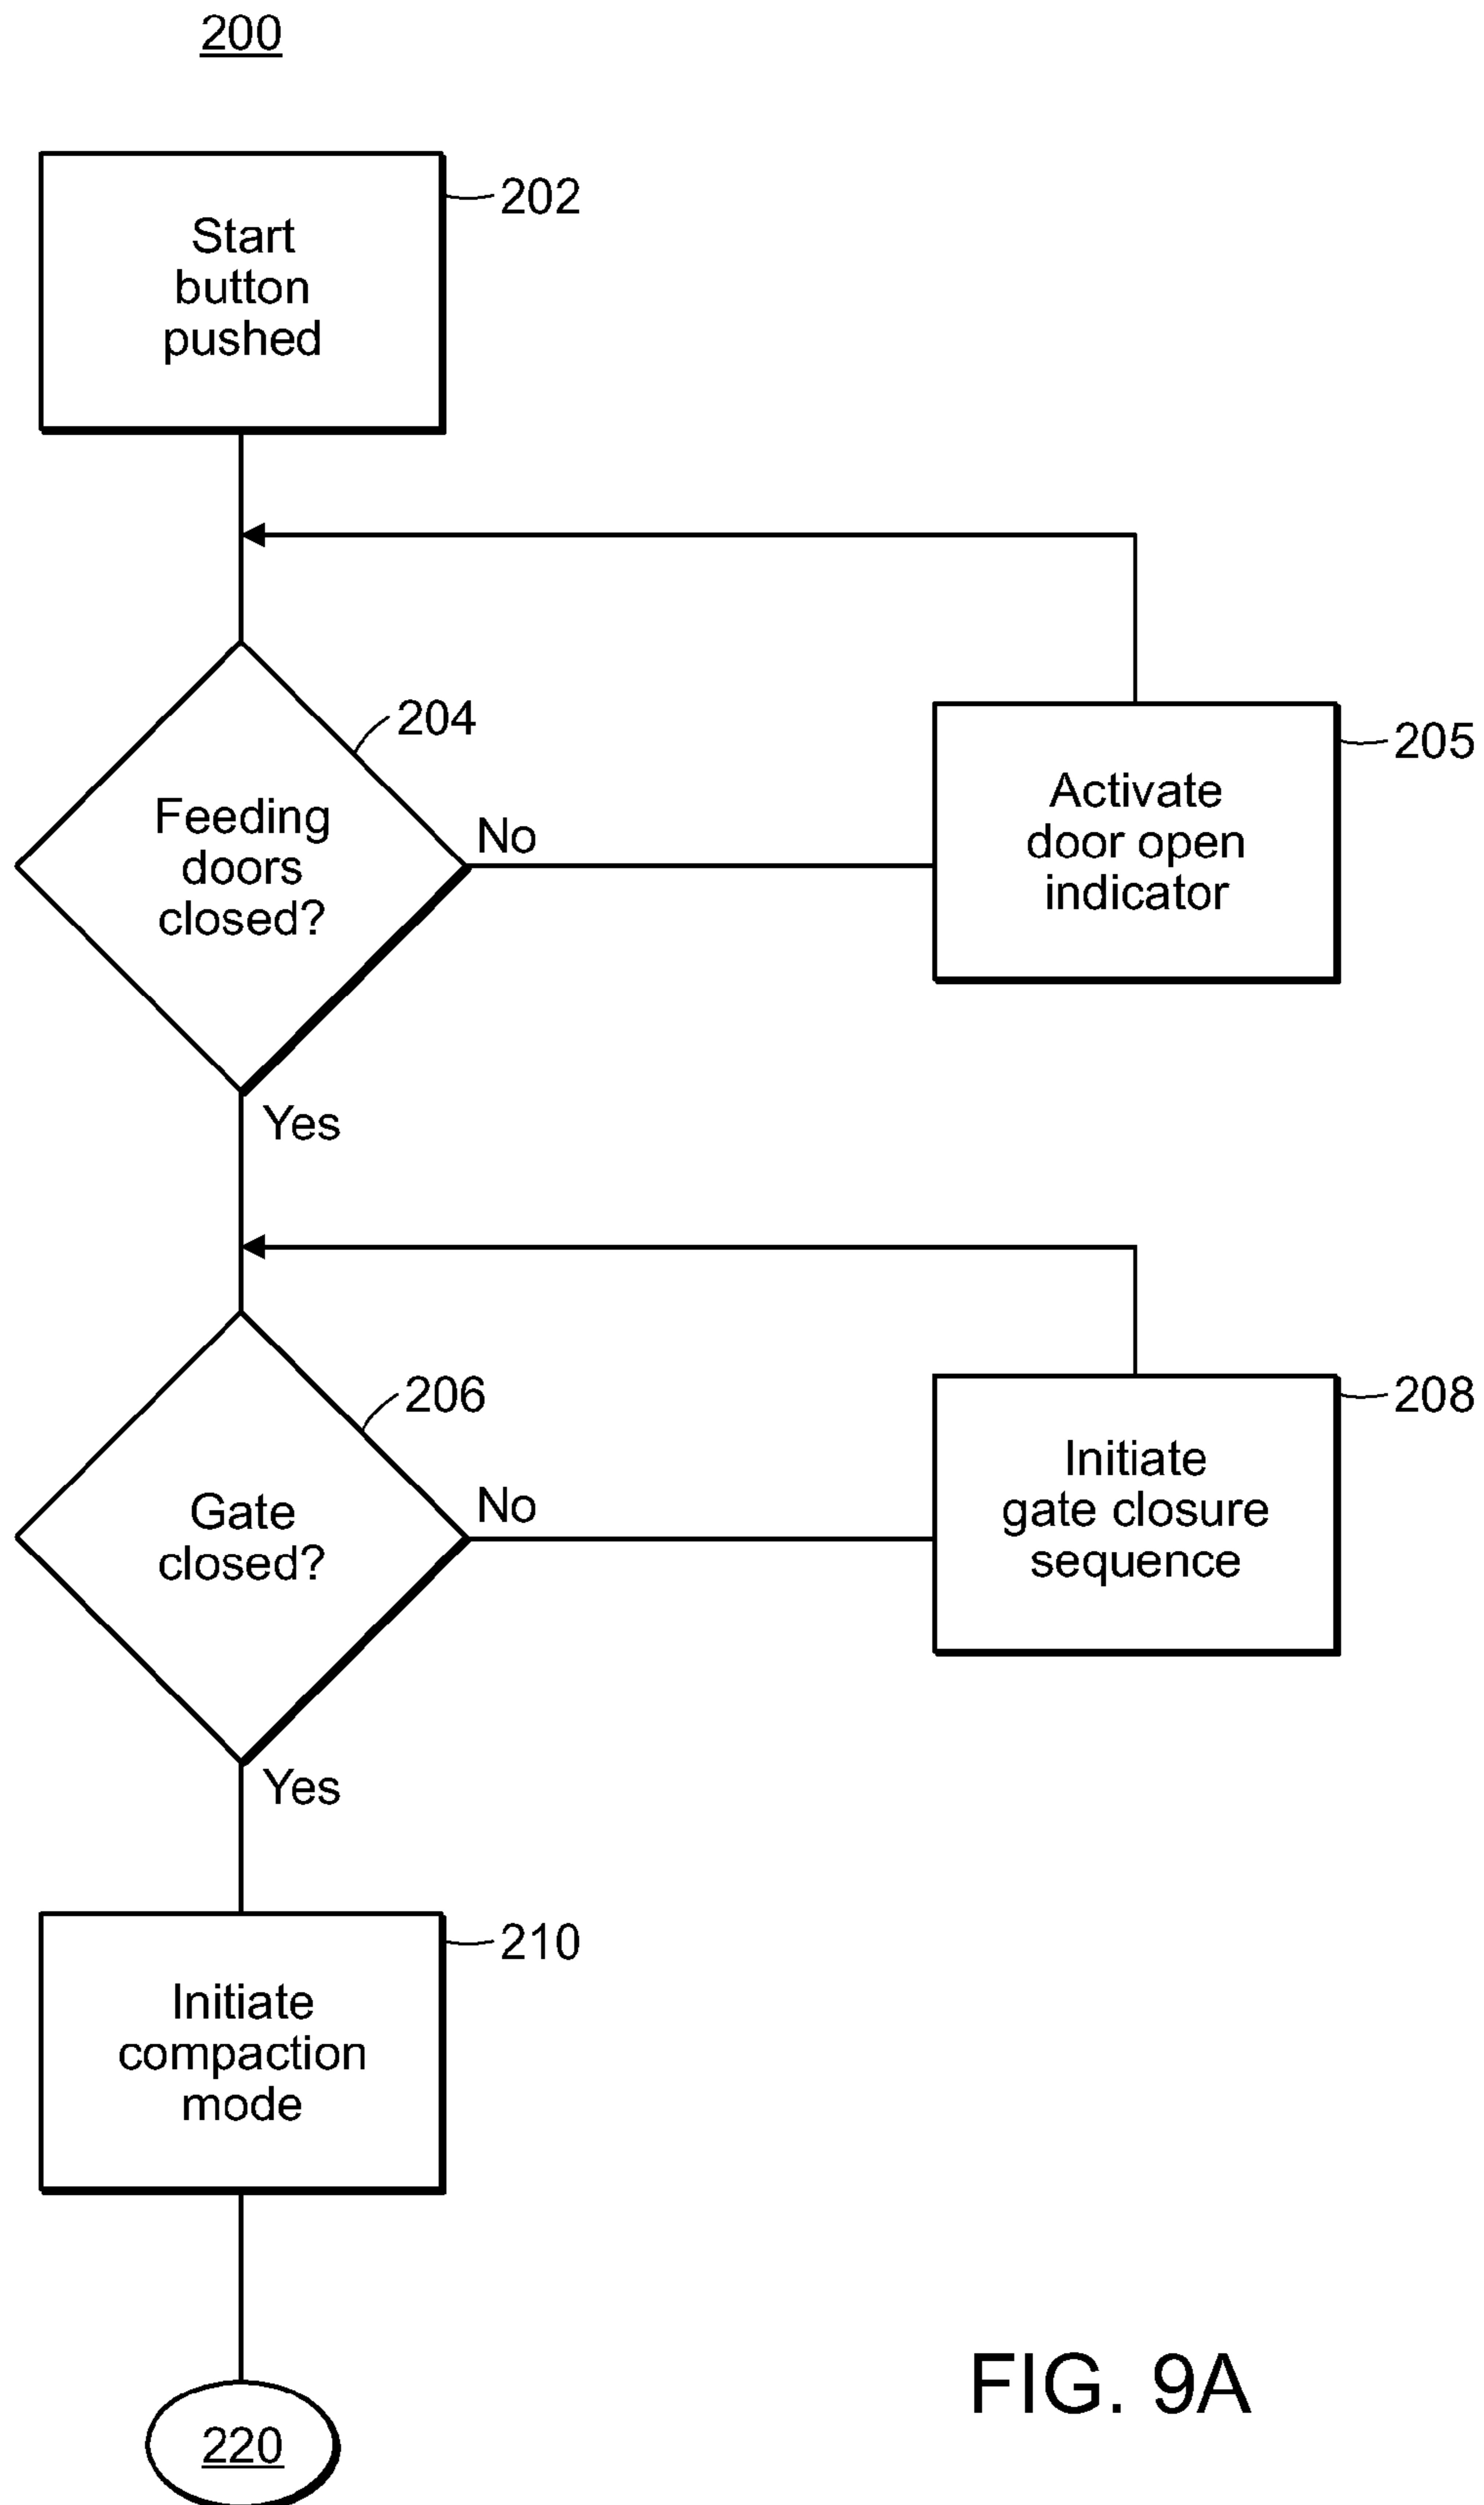 200
Start
button
pushed
202
204
Feeding
doors
closed?
No
Activate
door open
indicator
205
Yes
206
Gate
closed?
No
Initiate
gate closure
sequence
208
Yes
Initiate
compaction
mode
210
220
FIG. 9A